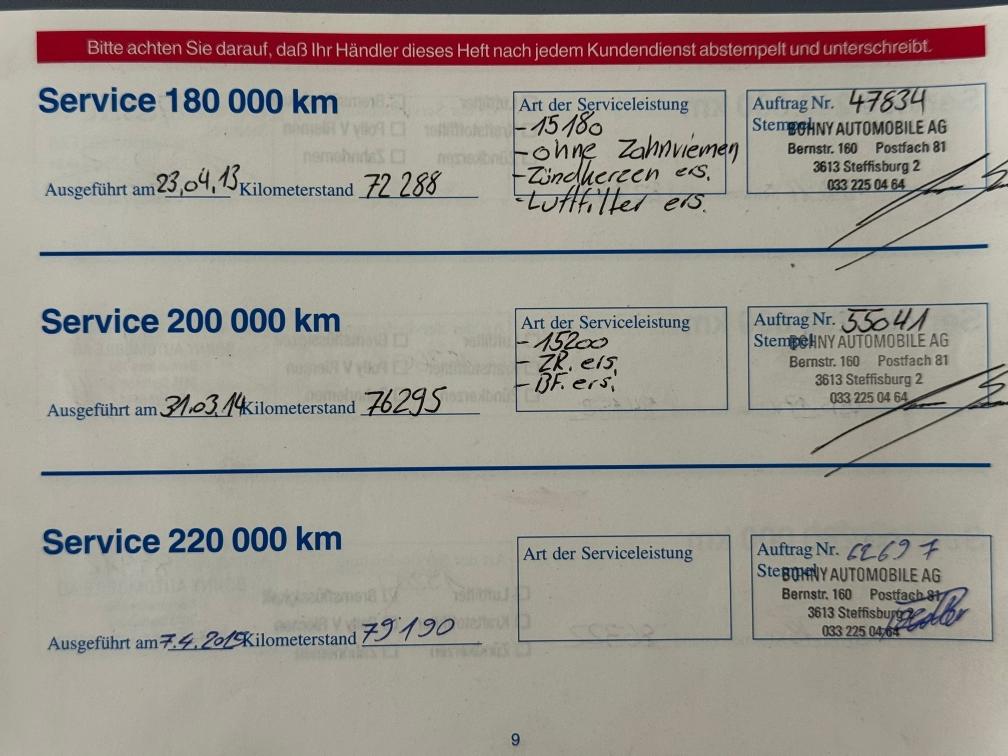 Bitte achten Sie darauf, daß Ihr Händler dieses Heft nach jedem Kundendienst abstempelt und unterschreibt.
Service 180 000 km
Ausgeführt am 23,04,13 Kilometerstand 72 288
Art der Serviceleistung
- 15180
- ohne Zahnriemen
- Zündkerzen ers.
- Luftfilter ers.
Auftrag Nr. 47834
Stempel
BÜHNY AUTOMOBILE AG
Bernstr. 160 Postfach 81
3613 Steffisburg 2
033 225 04 64
Service 200 000 km
Ausgeführt am 31.03.14 Kilometerstand 76295
Art der Serviceleistung
- 15200
- ZR. ers.
- BF. ers.
Auftrag Nr. 55041
Stempel
BÜHNY AUTOMOBILE AG
Bernstr. 160 Postfach 81
3613 Steffisburg 2
033 225 04 64
Service 220 000 km
Ausgeführt am 7.4.2015 Kilometerstand 79190
Art der Serviceleistung
Auftrag Nr. 62697
Stempel
BÜHNY AUTOMOBILE AG
Bernstr. 160 Postfach 81
3613 Steffisburg 2
033 225 04 64
9